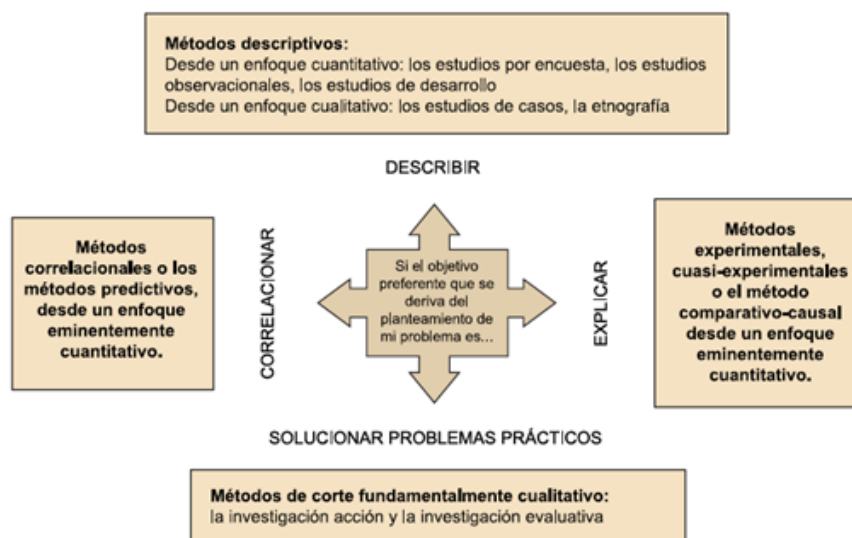 Métodos descriptivos:
Desde un enfoque cuantitativo: los estudios por encuesta, los estudios
observacionales, los estudios de desarrollo
Desde un enfoque cualitativo: los estudios de casos, la etnografía
DESCRIBIR
Métodos
correlacionales o los
métodos predictivos,
desde un enfoque
eminentemente
cuantitativo.
CORRELACIONAR
Si el objetivo
preferente que se
deriva del
planteamiento de
mi problema es...
EXPLICAR
Métodos
experimentales,
cuasi-experimentales
o el método
comparativo-causal
desde un enfoque
eminentemente
cuantitativo.
SOLUCIONAR PROBLEMAS PRÁCTICOS
Métodos de corte fundamentalmente cualitativo:
la investigación acción y la investigación evaluativa